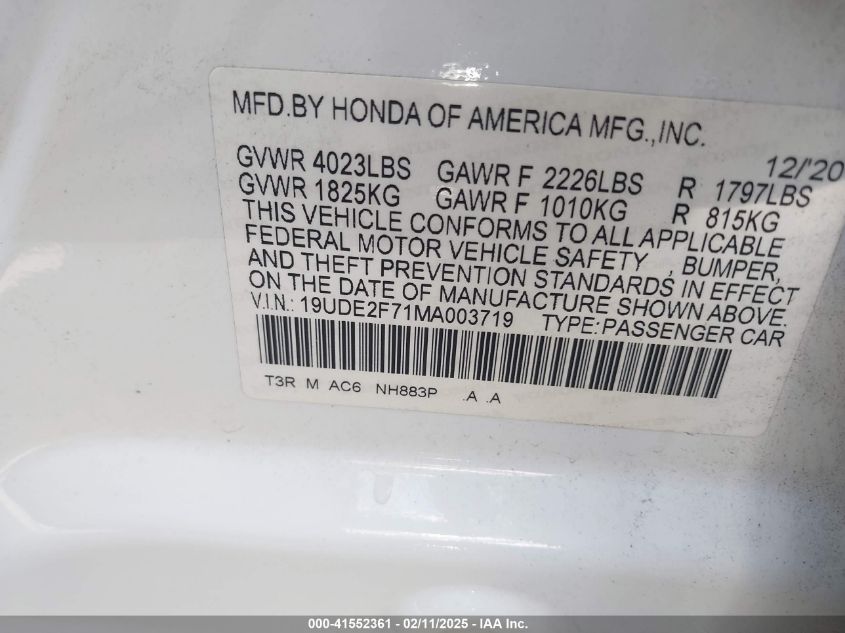 MFD.BY HONDA OF AMERICA MFG.,INC.
12/'20
GVWR 4023LBS GAWR F 2226LBS R 1797LBS
GVWR 1825KG GAWR F 1010KG R 815KG
THIS VEHICLE CONFORMS TO ALL APPLICABLE
FEDERAL MOTOR VEHICLE SAFETY , BUMPER,
AND THEFT PREVENTION STANDARDS IN EFFECT
ON THE DATE OF MANUFACTURE SHOWN ABOVE.
V.I.N.: 19UDE2F71MA003719 TYPE:PASSENGER CAR
T3R M AC6 NH883P .A .A
000-41552361 - 02/11/2025 - IAA Inc.